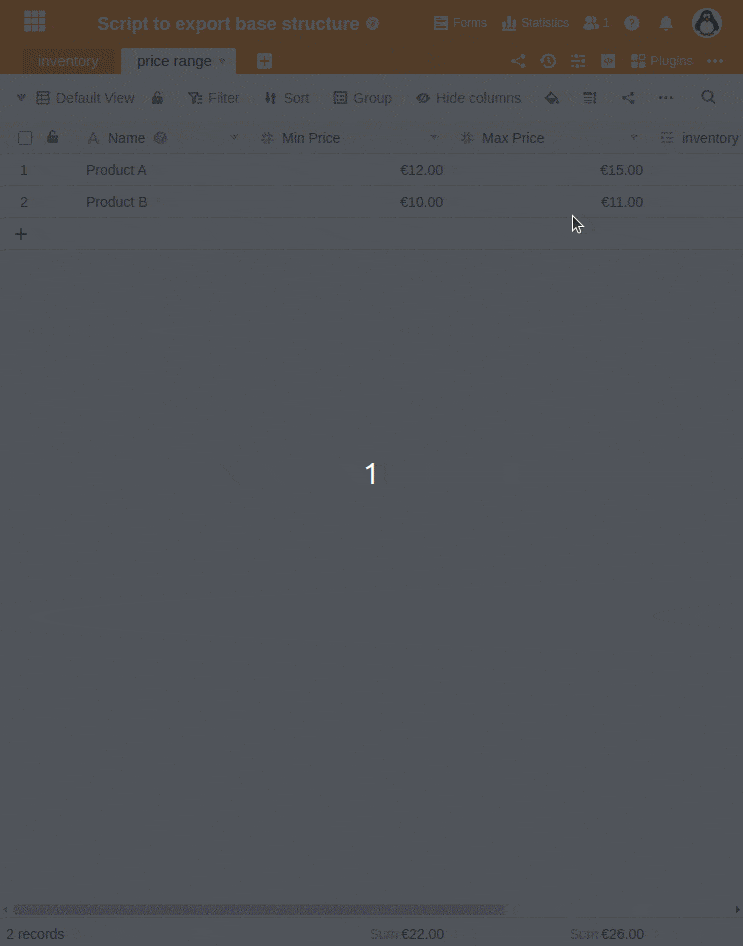 Script to export base structure Forms Statistics 1
inventory price range Plugins
Default View Filter Sort Group Hide columns
Name Min Price Max Price inventory
1 Product A €12.00 €15.00
2 Product B €10.00 €11.00
1
2 records Sum €22.00 Sum €26.00